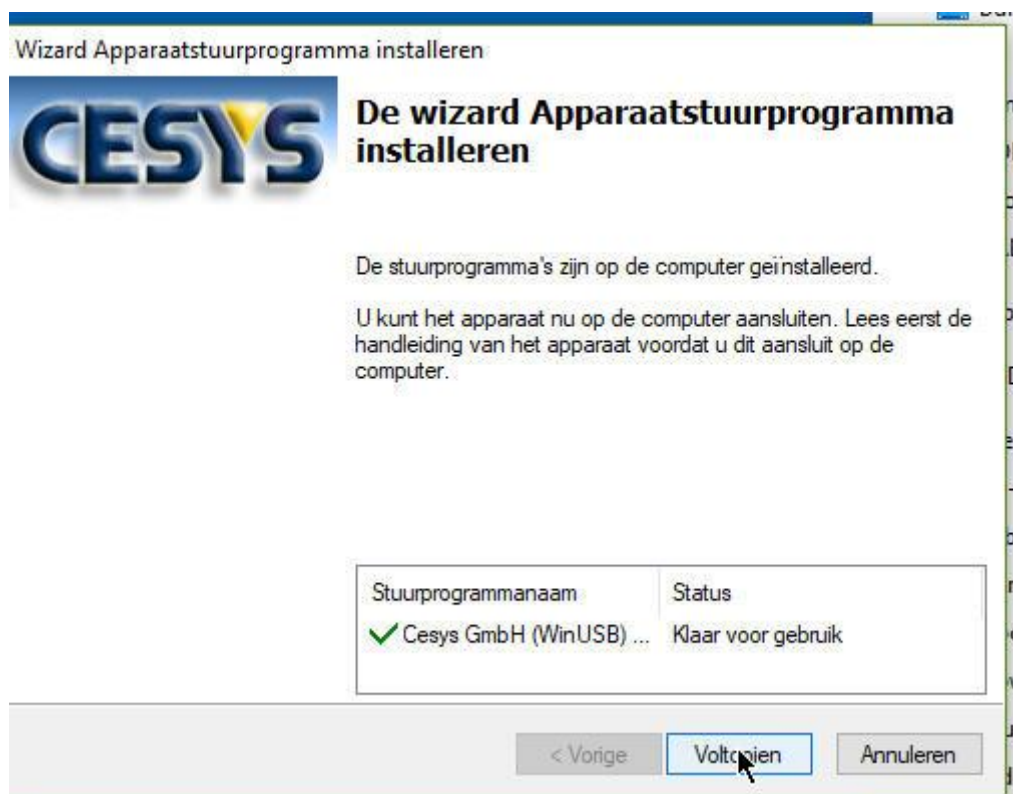 Wizard Apparaatstuurprogramma installeren
CESYS
De wizard Apparaatstuurprogramma
installeren
De stuurprogramma's zijn op de computer geïnstalleerd.
U kunt het apparaat nu op de computer aansluiten. Lees eerst de
handleiding van het apparaat voordat u dit aansluit op de
computer.
Stuurprogrammanaam Status
Cesys GmbH (WinUSB) ... Klaar voor gebruik
< Vorige Voltooien Annuleren